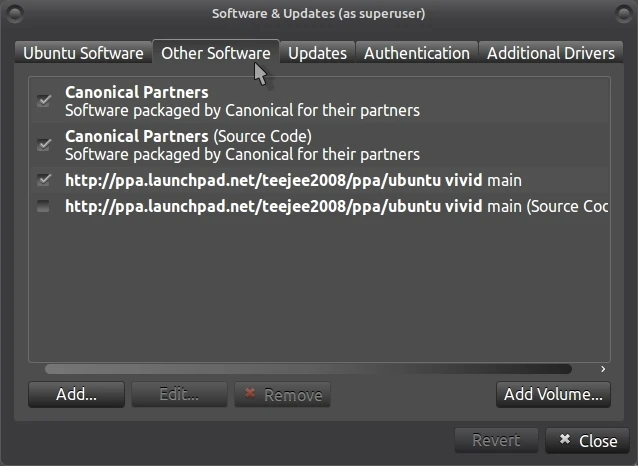 Software & Updates (as superuser)
Ubuntu Software
Other Software
Updates
Authentication
Additional Drivers
Canonical Partners
Software packaged by Canonical for their partners
Canonical Partners (Source Code)
Software packaged by Canonical for their partners
http://ppa.launchpad.net/teejee2008/ppa/ubuntu vivid main
http://ppa.launchpad.net/teejee2008/ppa/ubuntu vivid main (Source Coc
Add...
Edit...
Remove
Add Volume...
Revert
Close